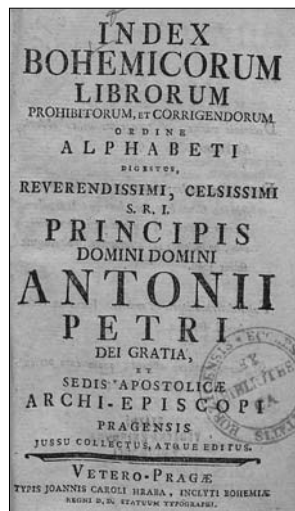 INDEX
BOHEMICORUM
LIBRORUM
PROHIBITORUM, ET CORRIGENDORUM
ORDINE
ALPHABETI
DIGESTUS,
REVERENDISSIMI, CELSISSIMI
S. R. I.
PRINCIPIS
DOMINI DOMINI
ANTONII
PETRI
DEI GRATIA,
ET
SEDIS APOSTOLICÆ
ARCHI-EPISCOPI
PRAGENSIS
JUSSU COLLECTUS, ATQUE EDITUS.
VETERO-PRAGÆ
TYPIS JOANNIS CAROLI HRABA, INCLYTI BOHEMIÆ
REGNI D. D. STATUUM TYPOGRAPHI.